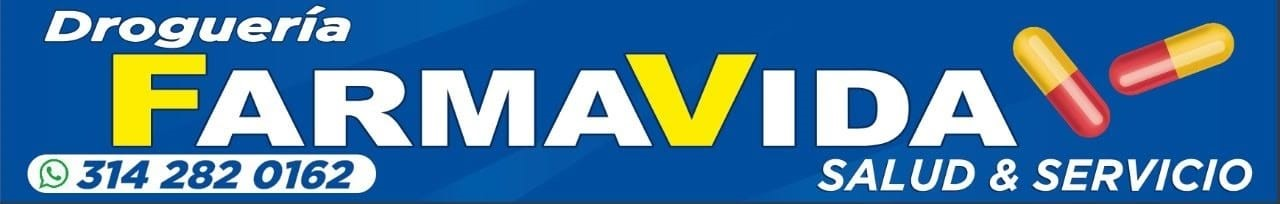 Droguería
FARMAVIDA
314 282 0162
SALUD & SERVICIO